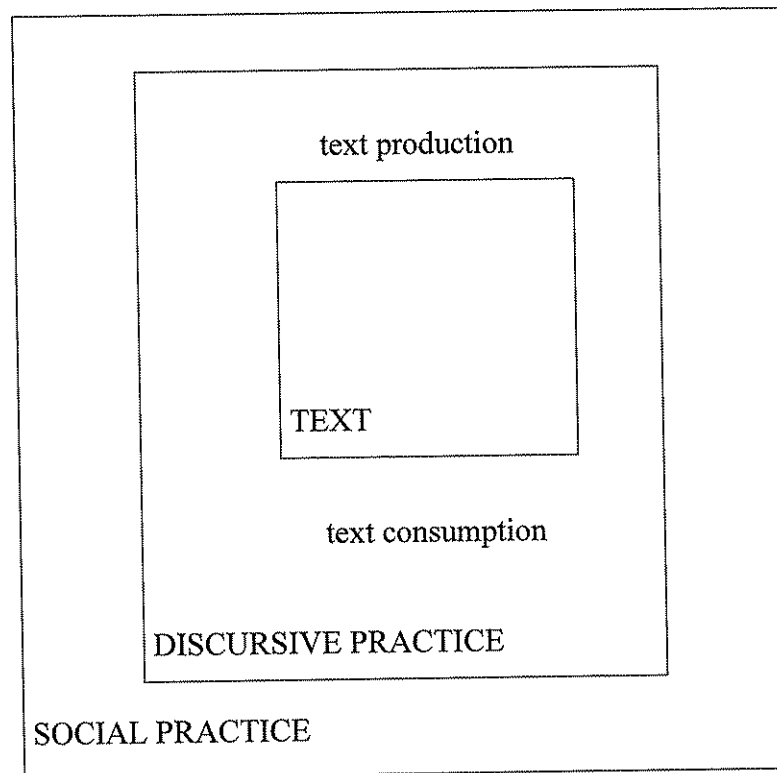 text production
TEXT
text consumption
DISCURSIVE PRACTICE
SOCIAL PRACTICE